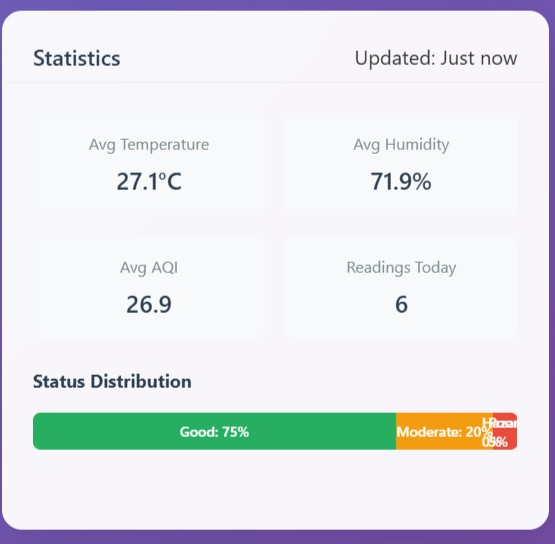 Statistics
Updated: Just now
Avg Temperature
Avg Humidity
27.1°C
71.9%
Avg AQI
Readings Today
26.9
6
Status Distribution
Good: 75%
Moderate: 20%